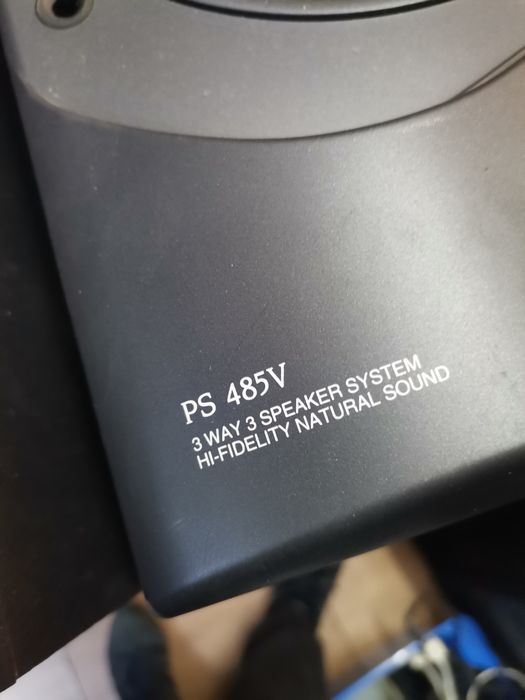 PS 485V
3 WAY 3 SPEAKER SYSTEM
HI-FIDELITY NATURAL SOUND